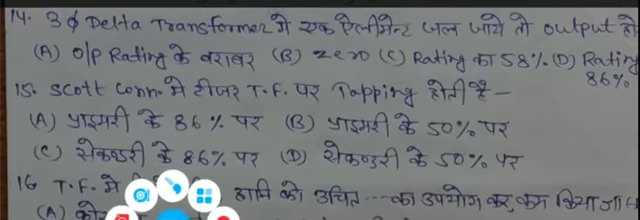 14. 3ϕ Delta Transformer मे एक ऐलीमेन्ट जल जाये तो output हो
(A) O/P Rating के बराबर (B) Zero (C) Rating का 58%. (D) Rating 86%
15. Scott Conn. मे टीजर T.F. पर Tapping होती है -
(A) प्राइमरी के 86% पर (B) प्राइमरी के 50% पर
(C) सेकण्डरी के 86% पर (D) सेकण्डरी के 50% पर
16 T.F. मे हानि को उचित ... का उपयोग कर कम किया जा
(A)